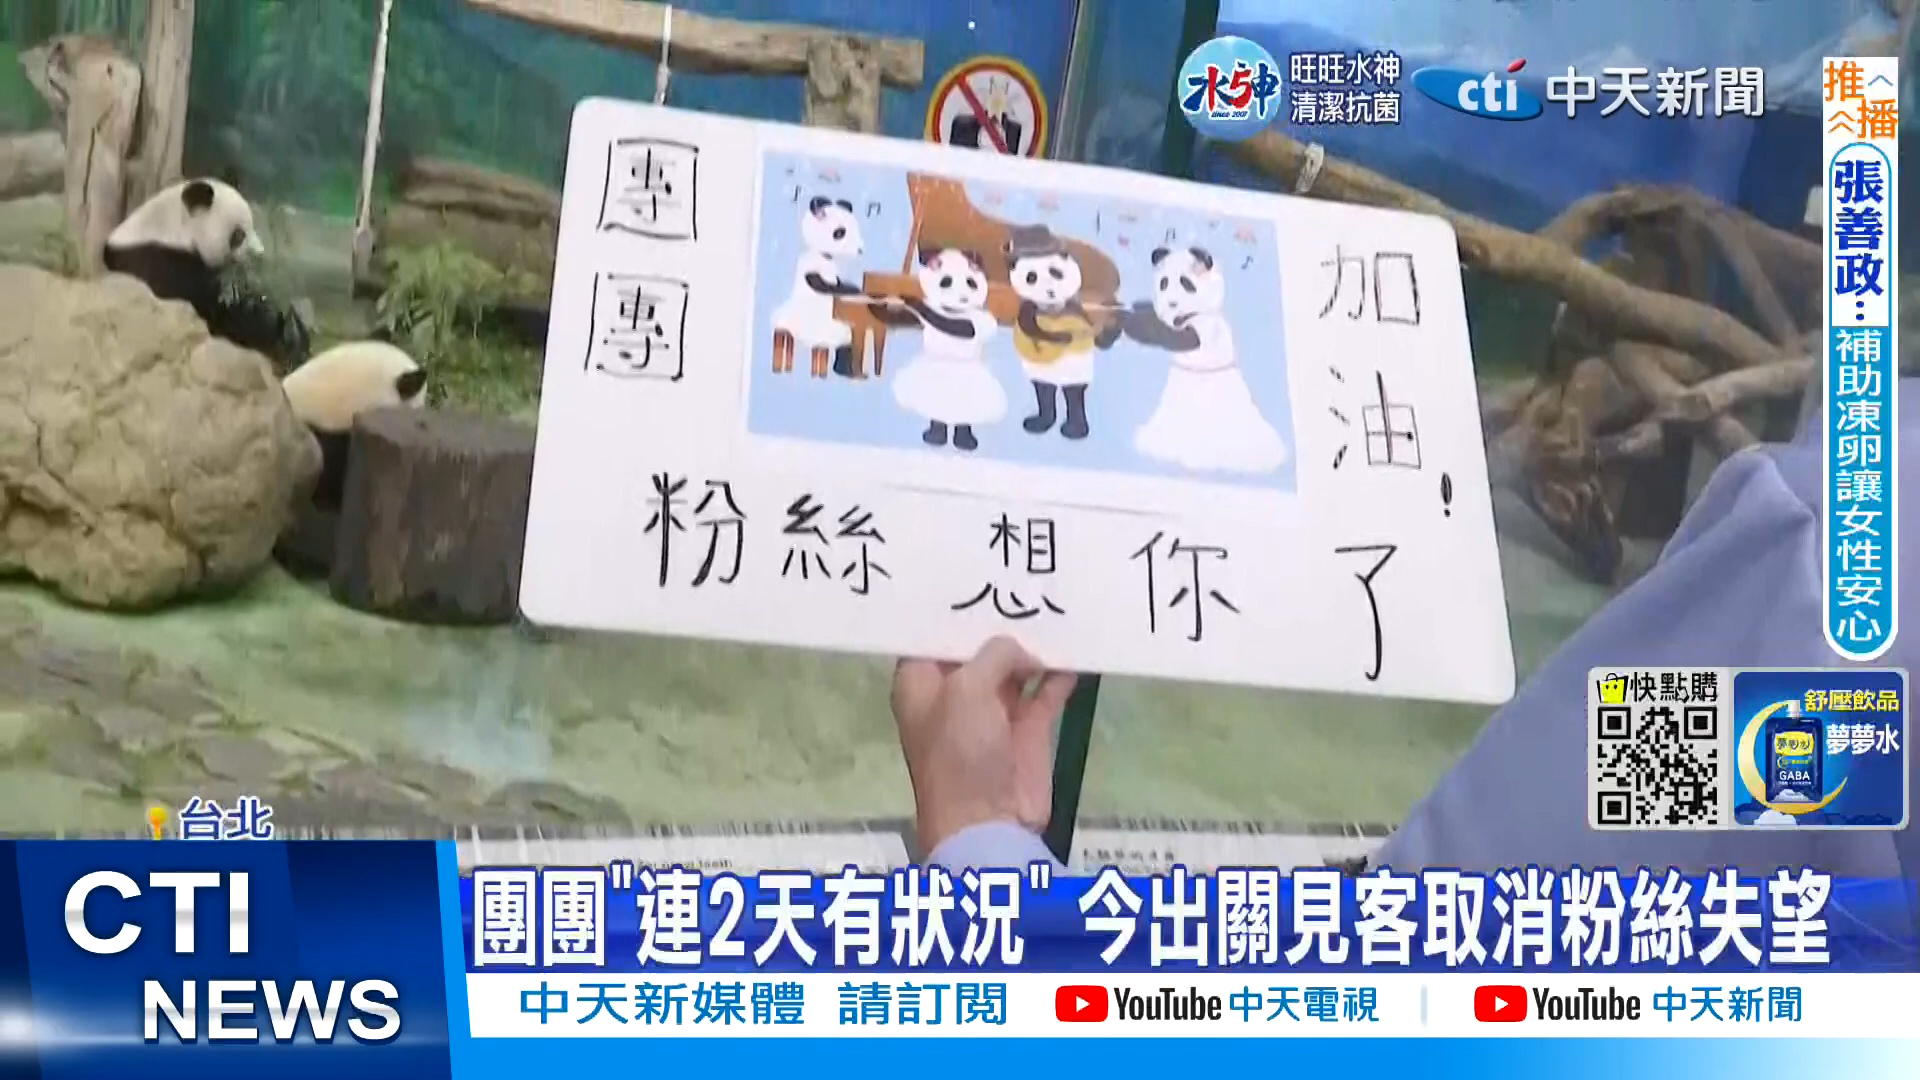 水神
since 2007
旺旺水神
清潔抗菌
cti 中天新聞
推播
張善政：補助凍卵讓女性安心
團團
加油！
粉絲想你了
快點購
舒壓飲品
夢夢水
GABA
台北
CTI NEWS
團團"連2天有狀況" 今出關見客取消粉絲失望
中天新媒體 請訂閱 YouTube 中天電視 | YouTube 中天新聞